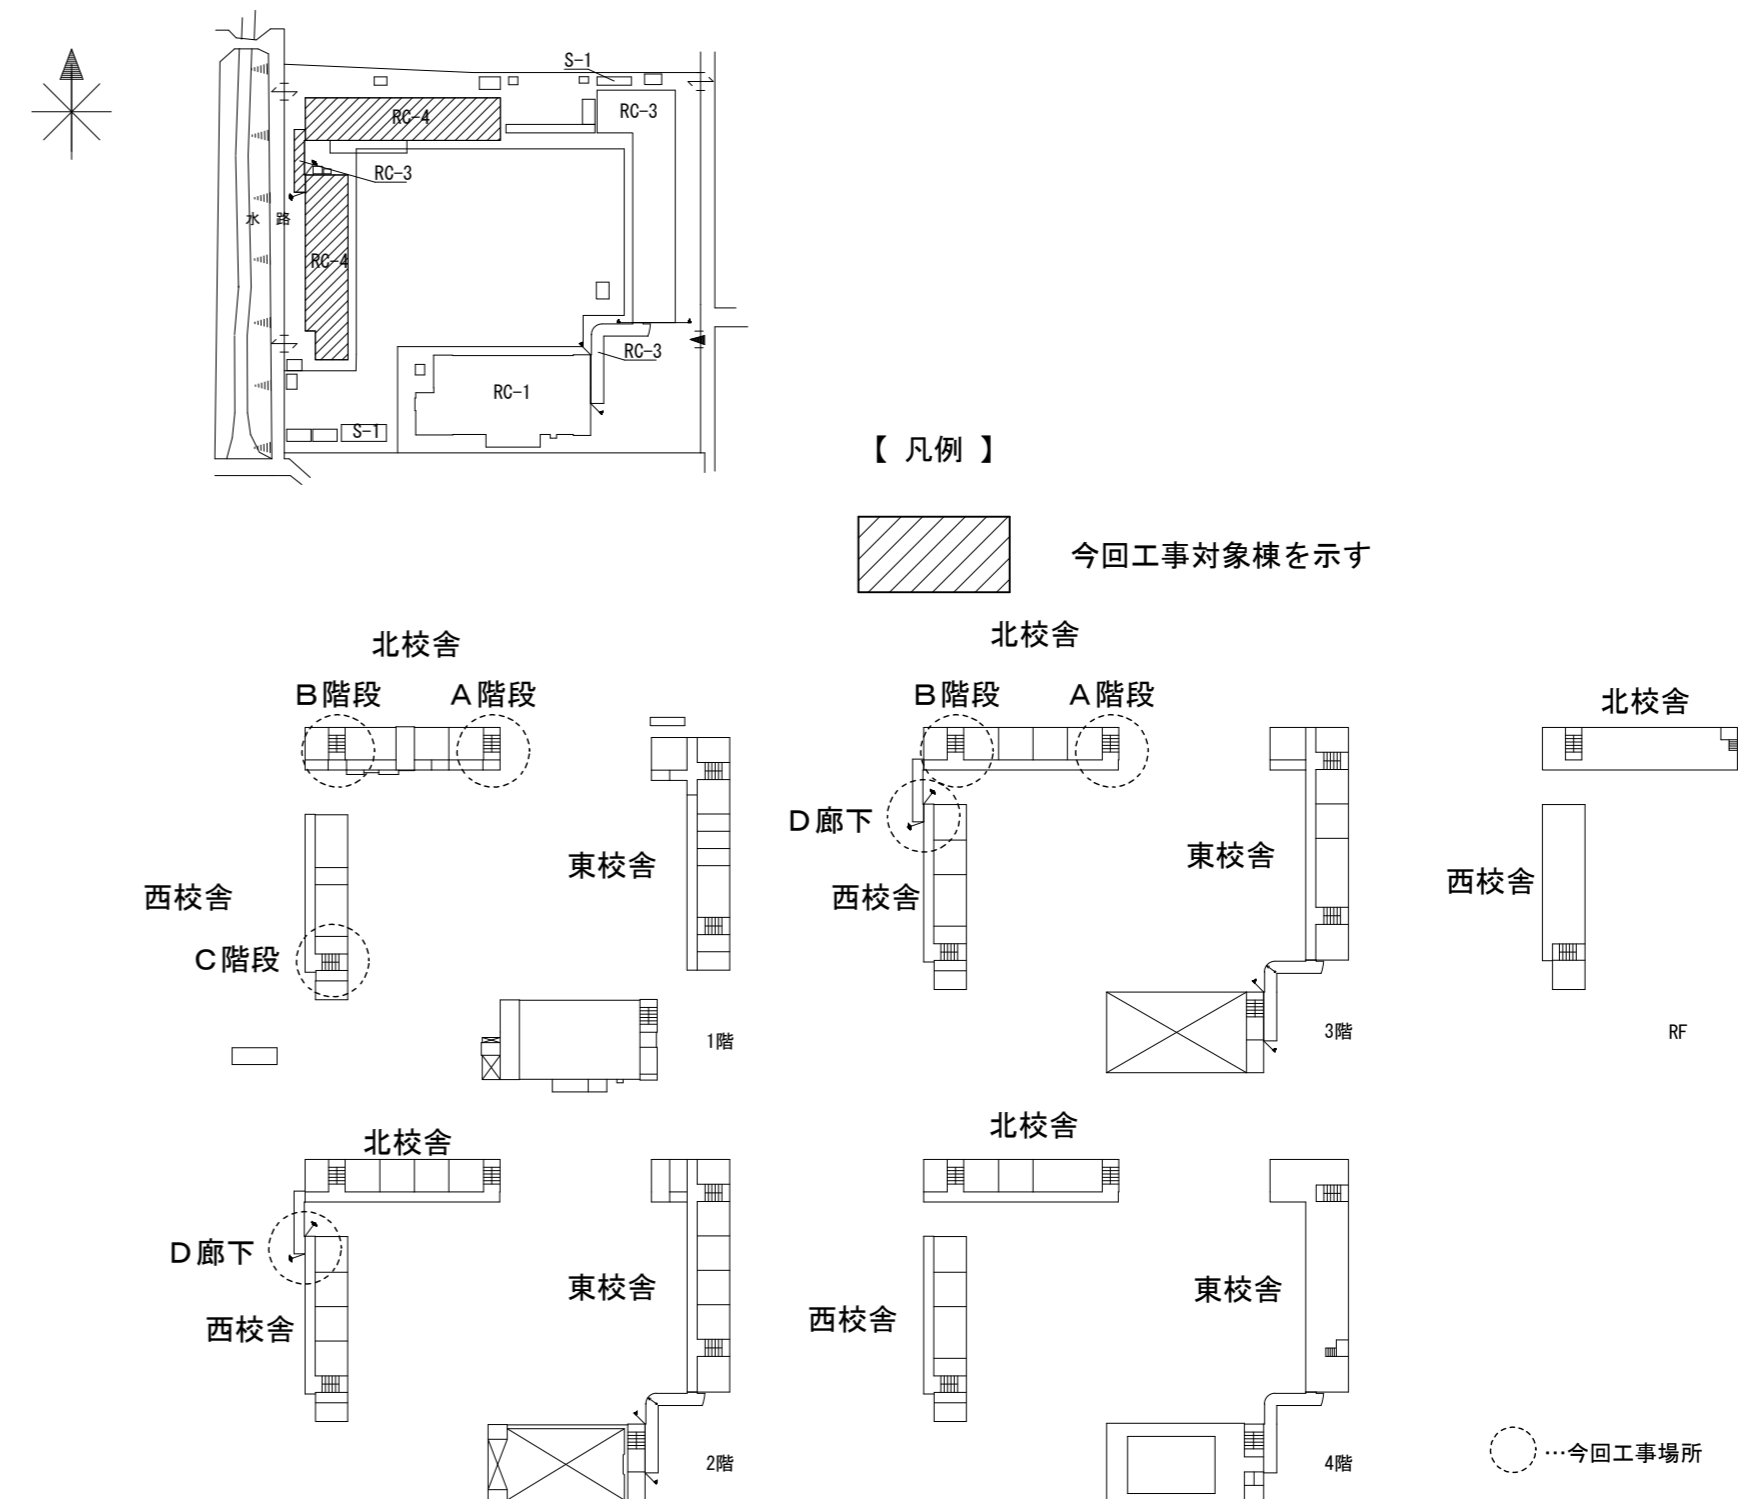 S-1
RC-4
RC-3
RC-3
水 路
RC-4
RC-3
RC-1
S-1
【 凡例 】
今回工事対象棟を示す
北校舎
B階段
A階段
西校舎
東校舎
C階段
1階
北校舎
B階段
A階段
D廊下
西校舎
東校舎
3階
北校舎
西校舎
RF
北校舎
D廊下
西校舎
東校舎
2階
北校舎
西校舎
東校舎
4階
…今回工事場所